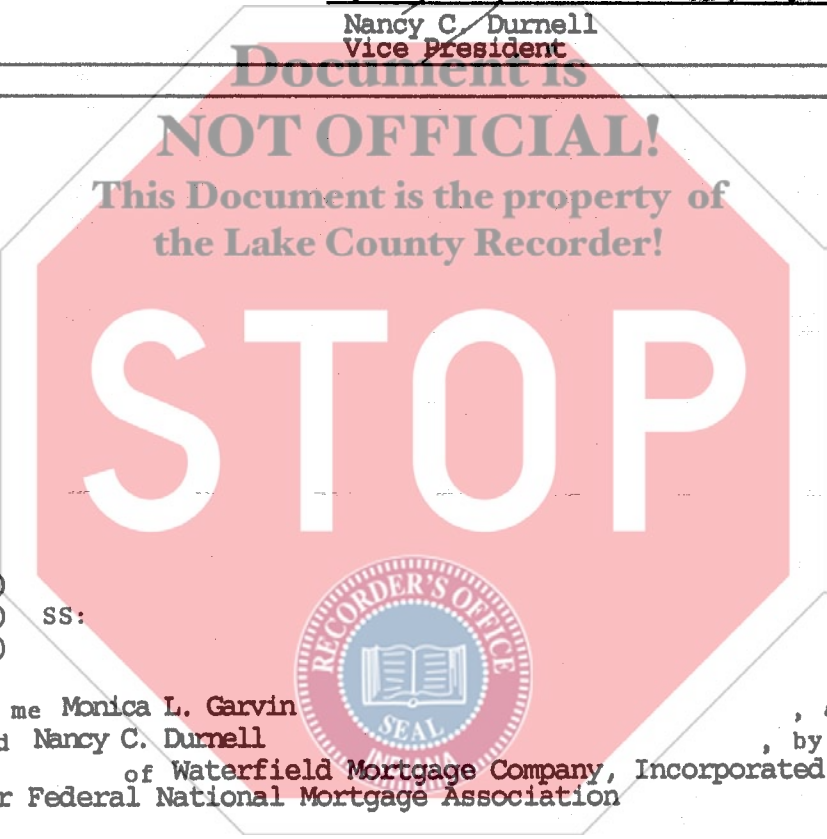 Nancy C. Durnell
Vice President
Document is
NOT OFFICIAL!
This Document is the property of
the Lake County Recorder!
STOP
)
) SS:
)
RECORDER'S OFFICE
SEAL
me Monica L. Garvin ,
Nancy C. Durnell , by
of Waterfield Mortgage Company, Incorporated
r Federal National Mortgage Association